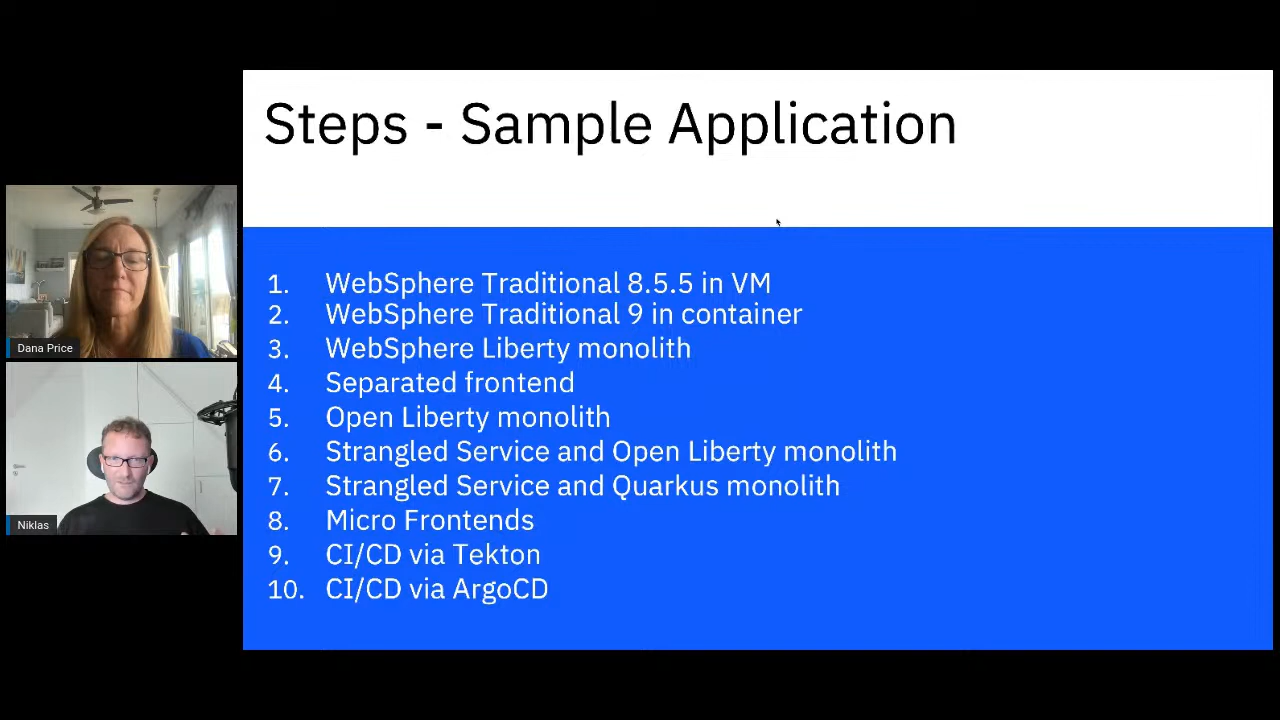 Steps - Sample Application
1. WebSphere Traditional 8.5.5 in VM
2. WebSphere Traditional 9 in container
3. WebSphere Liberty monolith
4. Separated frontend
5. Open Liberty monolith
6. Strangled Service and Open Liberty monolith
7. Strangled Service and Quarkus monolith
8. Micro Frontends
9. CI/CD via Tekton
10. CI/CD via ArgoCD
Dana Price
Niklas